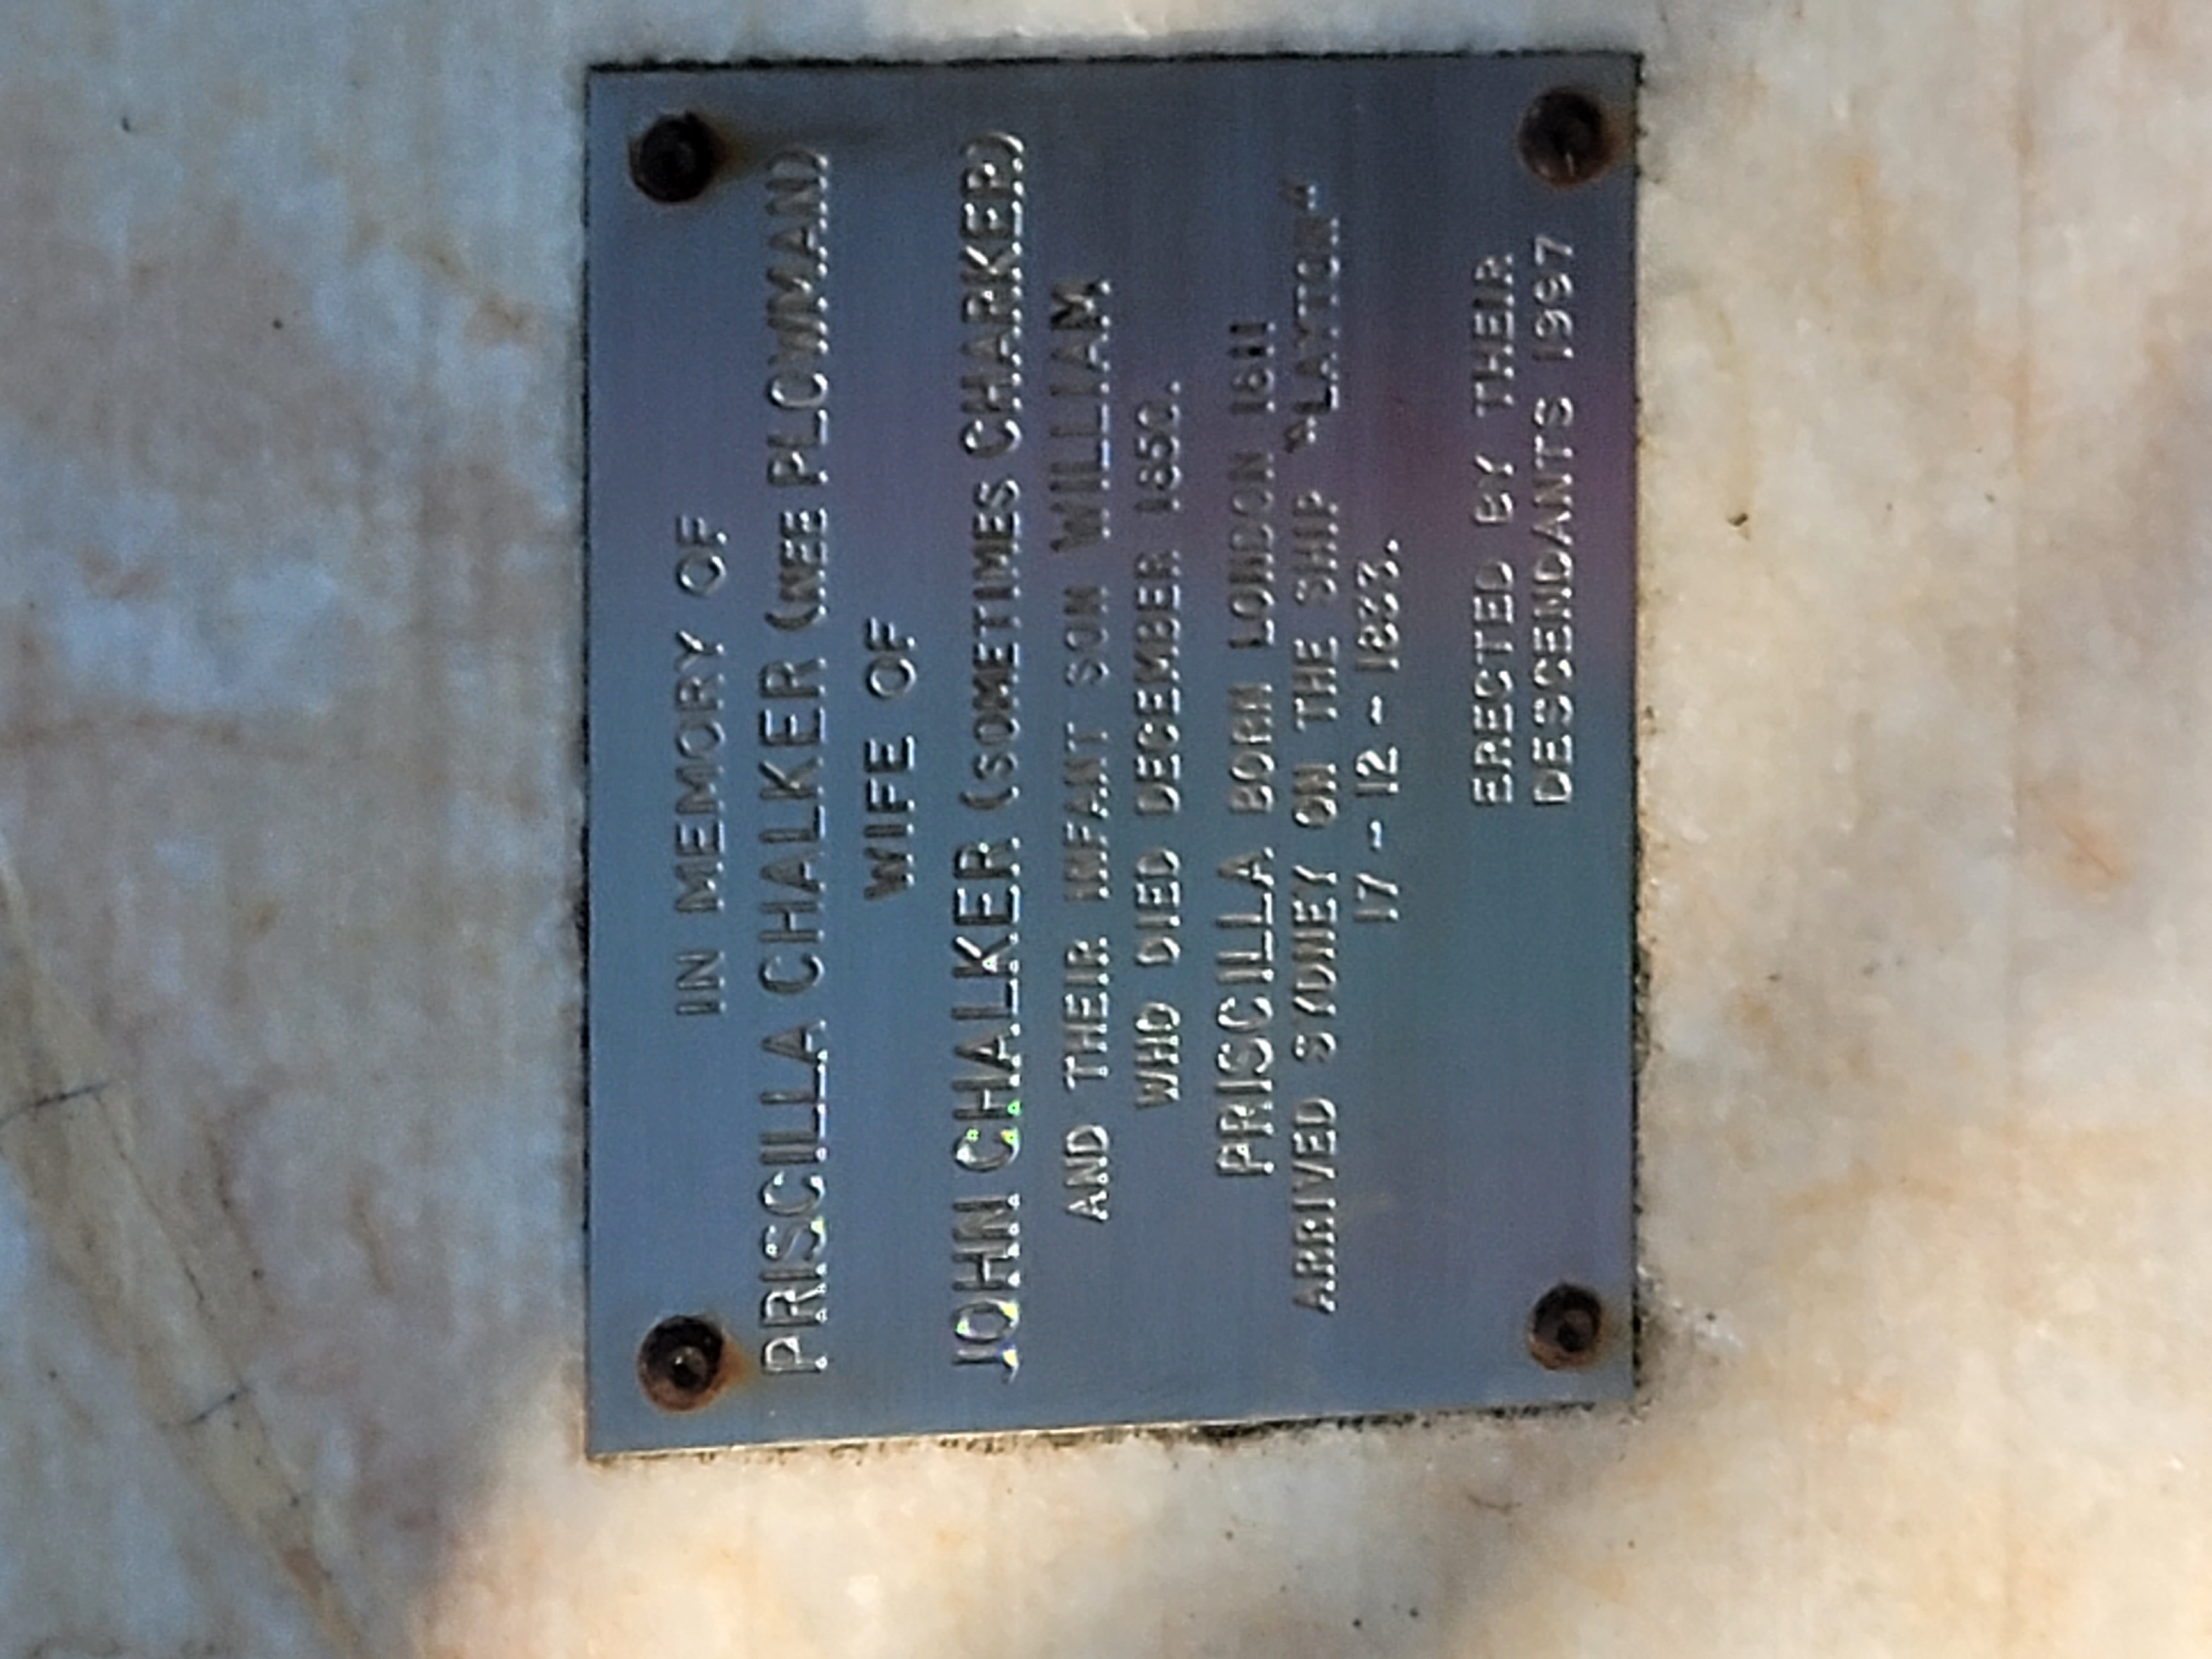 IN MEMORY OF
PRISCILLA CHALKER (NEE PLOWMAN)
WIFE OF
JOHN CHALKER (SOMETIMES CHARKER)
AND THEIR INFANT SON WILLIAM
WHO DIED DECEMBER 1850.
PRISCILLA BORN LONDON 1811
ARRIVED SYDNEY ON THE SHIP "LAYTON"
17-12-1833.
ERECTED BY THEIR
DESCENDANTS 1997